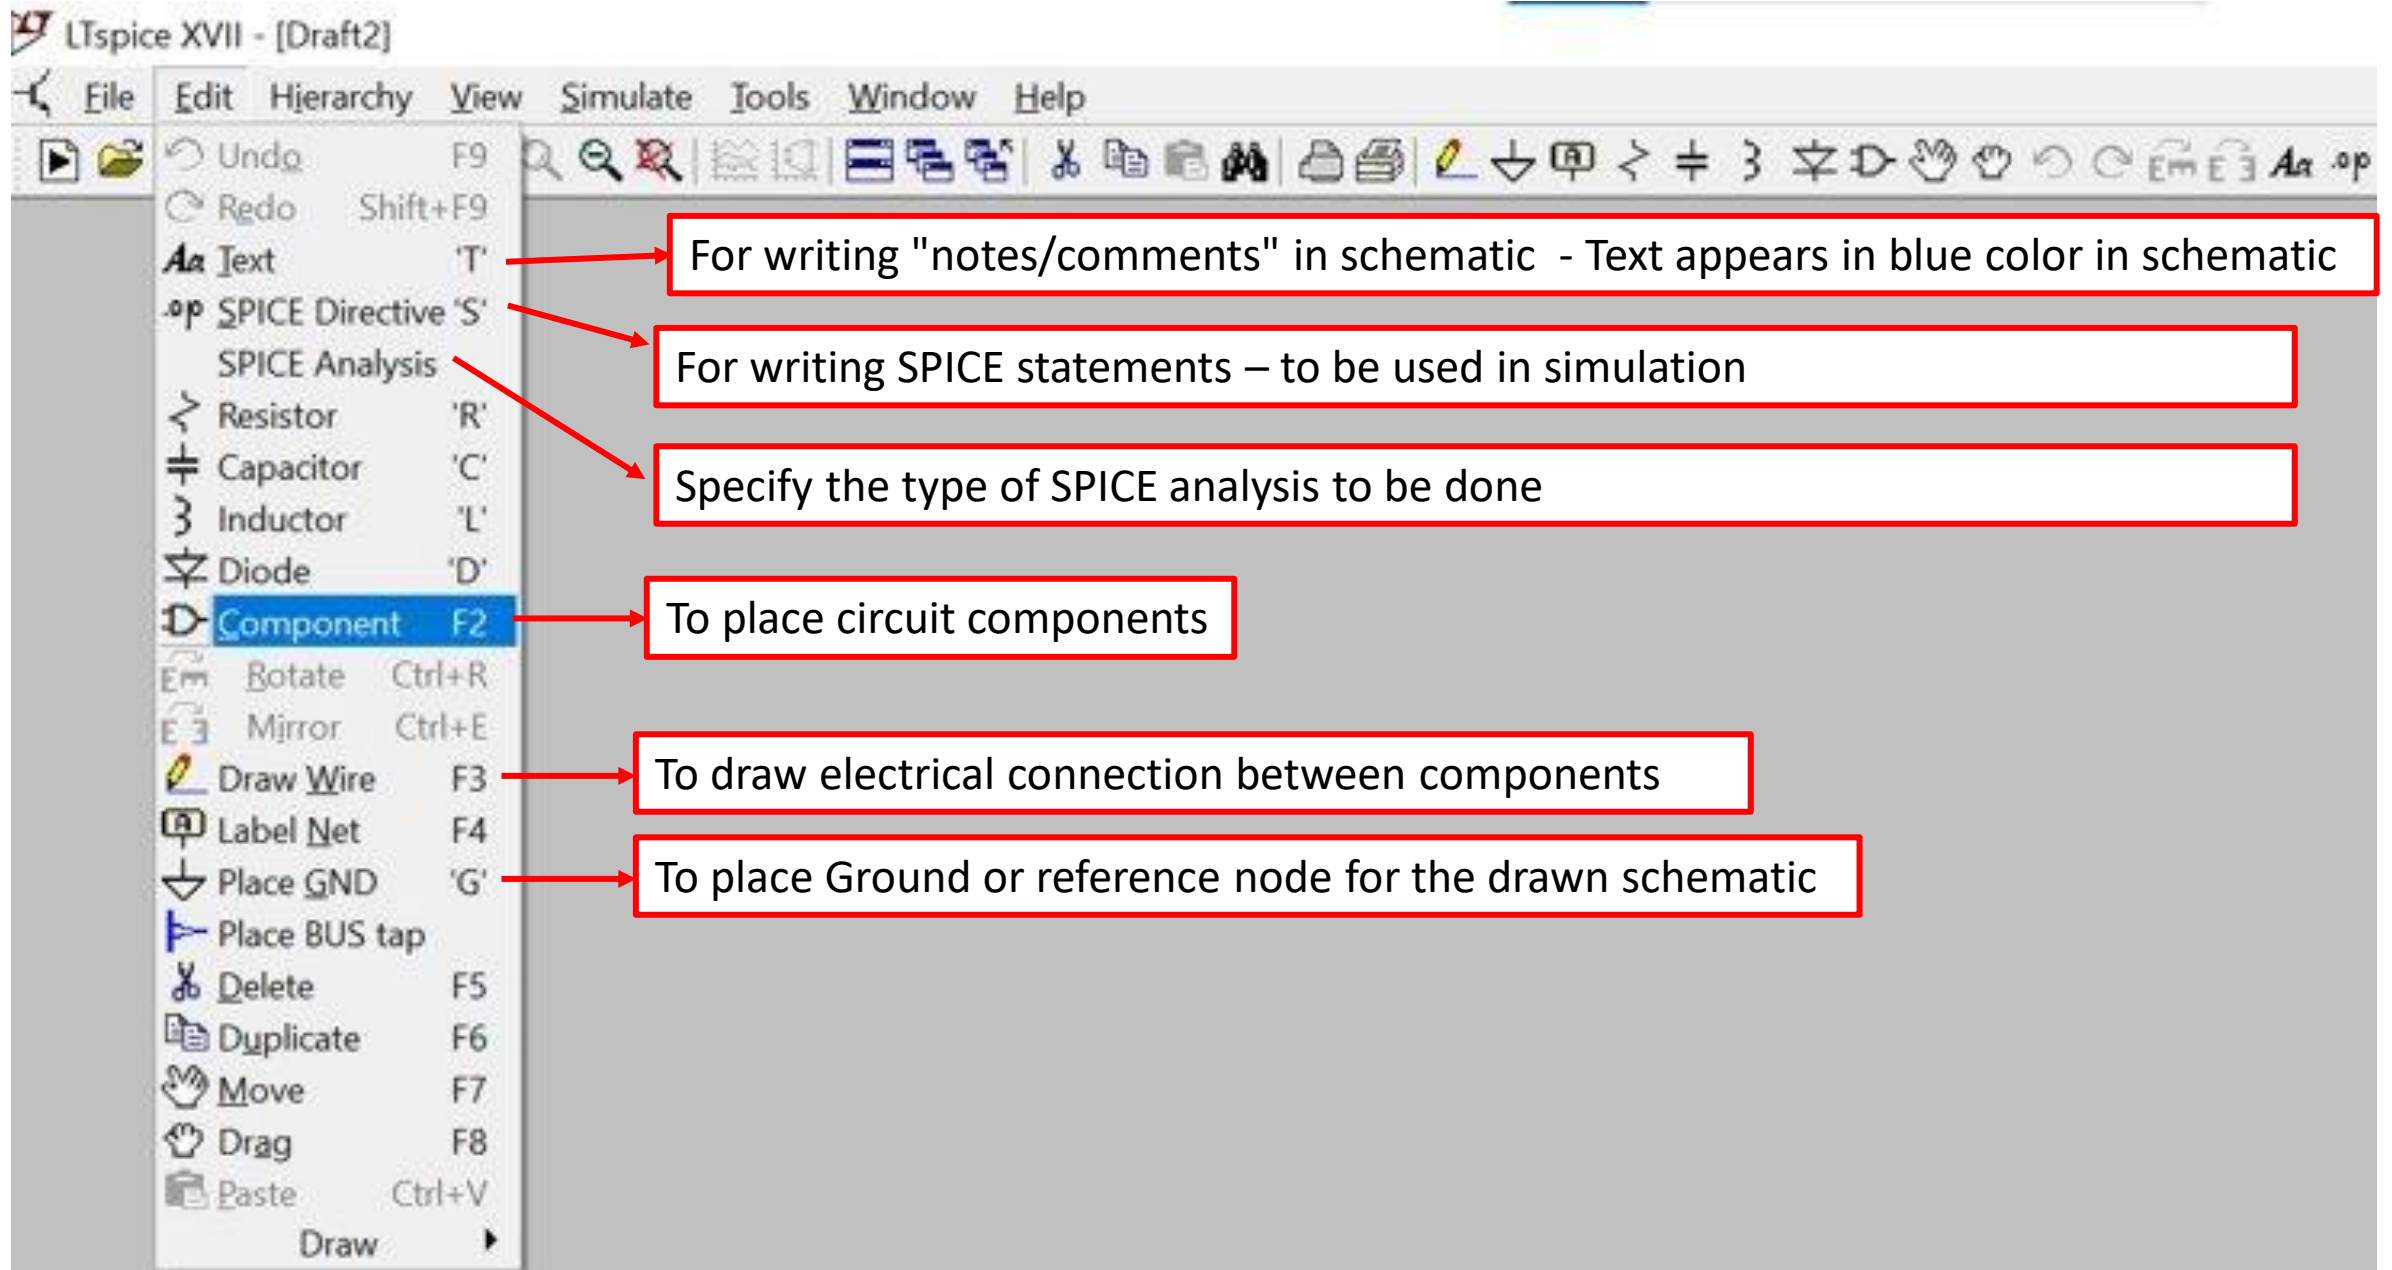 LTspice XVII - [Draft2]
File Edit Hierarchy View Simulate Tools Window Help
Undo F9
Redo Shift+F9
Aa Text 'T'
.op SPICE Directive 'S'
SPICE Analysis
Resistor 'R'
Capacitor 'C'
Inductor 'L'
Diode 'D'
Component F2
Rotate Ctrl+R
Mirror Ctrl+E
Draw Wire F3
Label Net F4
Place GND 'G'
Place BUS tap
Delete F5
Duplicate F6
Move F7
Drag F8
Paste Ctrl+V
Draw
Aa .op
For writing "notes/comments" in schematic - Text appears in blue color in schematic
For writing SPICE statements – to be used in simulation
Specify the type of SPICE analysis to be done
To place circuit components
To draw electrical connection between components
To place Ground or reference node for the drawn schematic